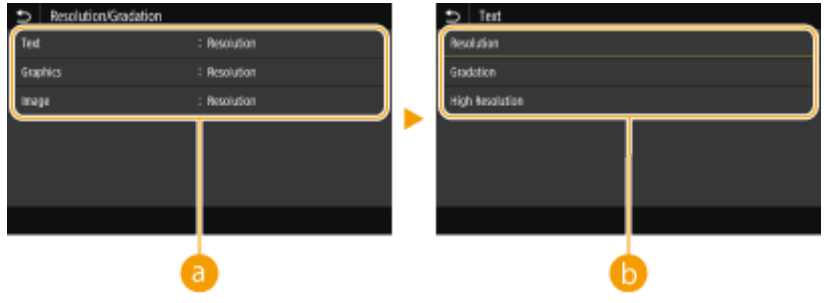 Resolution/Gradation
Text : Resolution
Graphics : Resolution
Image : Resolution
a
Text
Resolution
Gradation
High Resolution
b